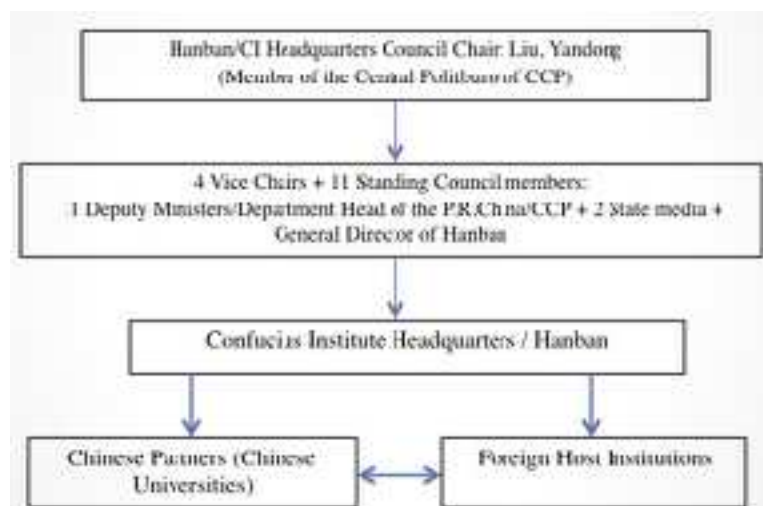 Hanban/CI Headquarters Council Chair: Liu, Yandong
(Member of the Central Politburo of CCP)
4 Vice Chairs + 11 Standing Council members:
Deputy Ministers/Department Head of the P.R.China/CCP + 2 State media +
General Director of Hanban
Confucius Institute Headquarters / Hanban
Chinese Partners (Chinese
Universities)
Foreign Host Institutions